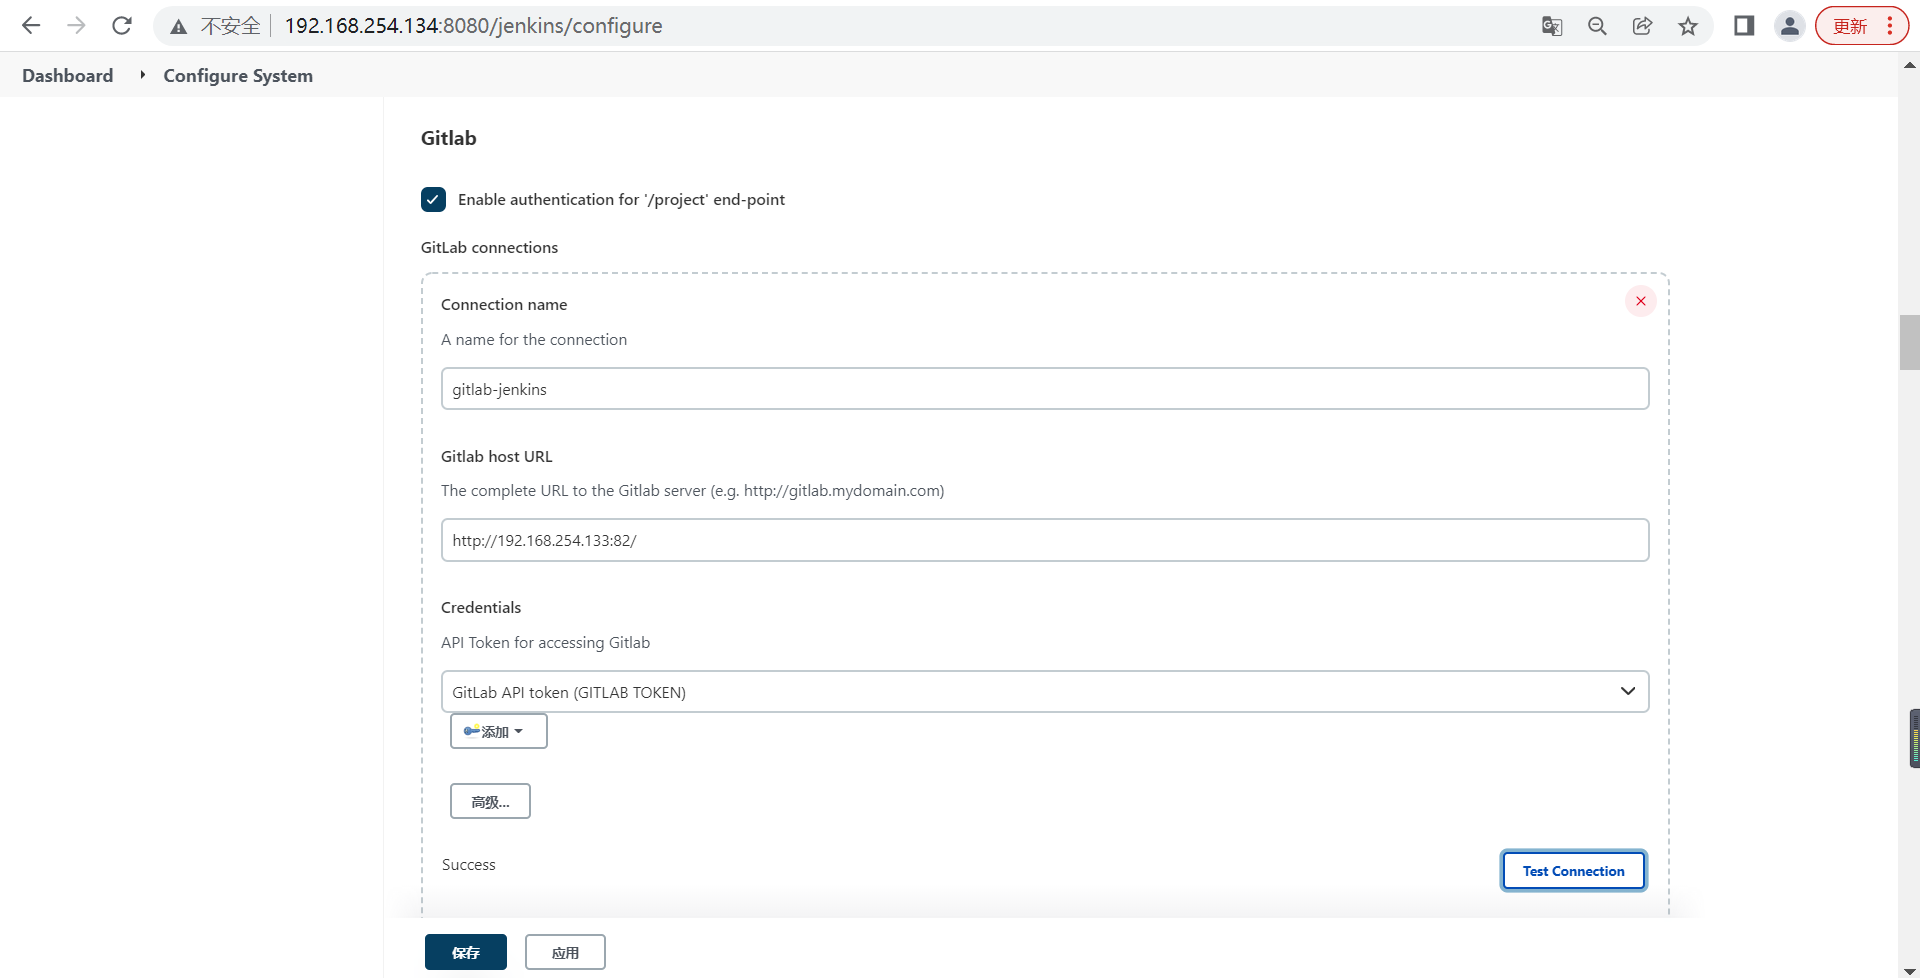 不安全 192.168.254.134:8080/jenkins/configure 更新
Dashboard Configure System
Gitlab
Enable authentication for '/project' end-point
GitLab connections
Connection name
A name for the connection
gitlab-jenkins
Gitlab host URL
The complete URL to the Gitlab server (e.g. http://gitlab.mydomain.com)
http://192.168.254.133:82/
Credentials
API Token for accessing Gitlab
GitLab API token (GITLAB TOKEN)
添加
高级...
Success
Test Connection
保存 应用